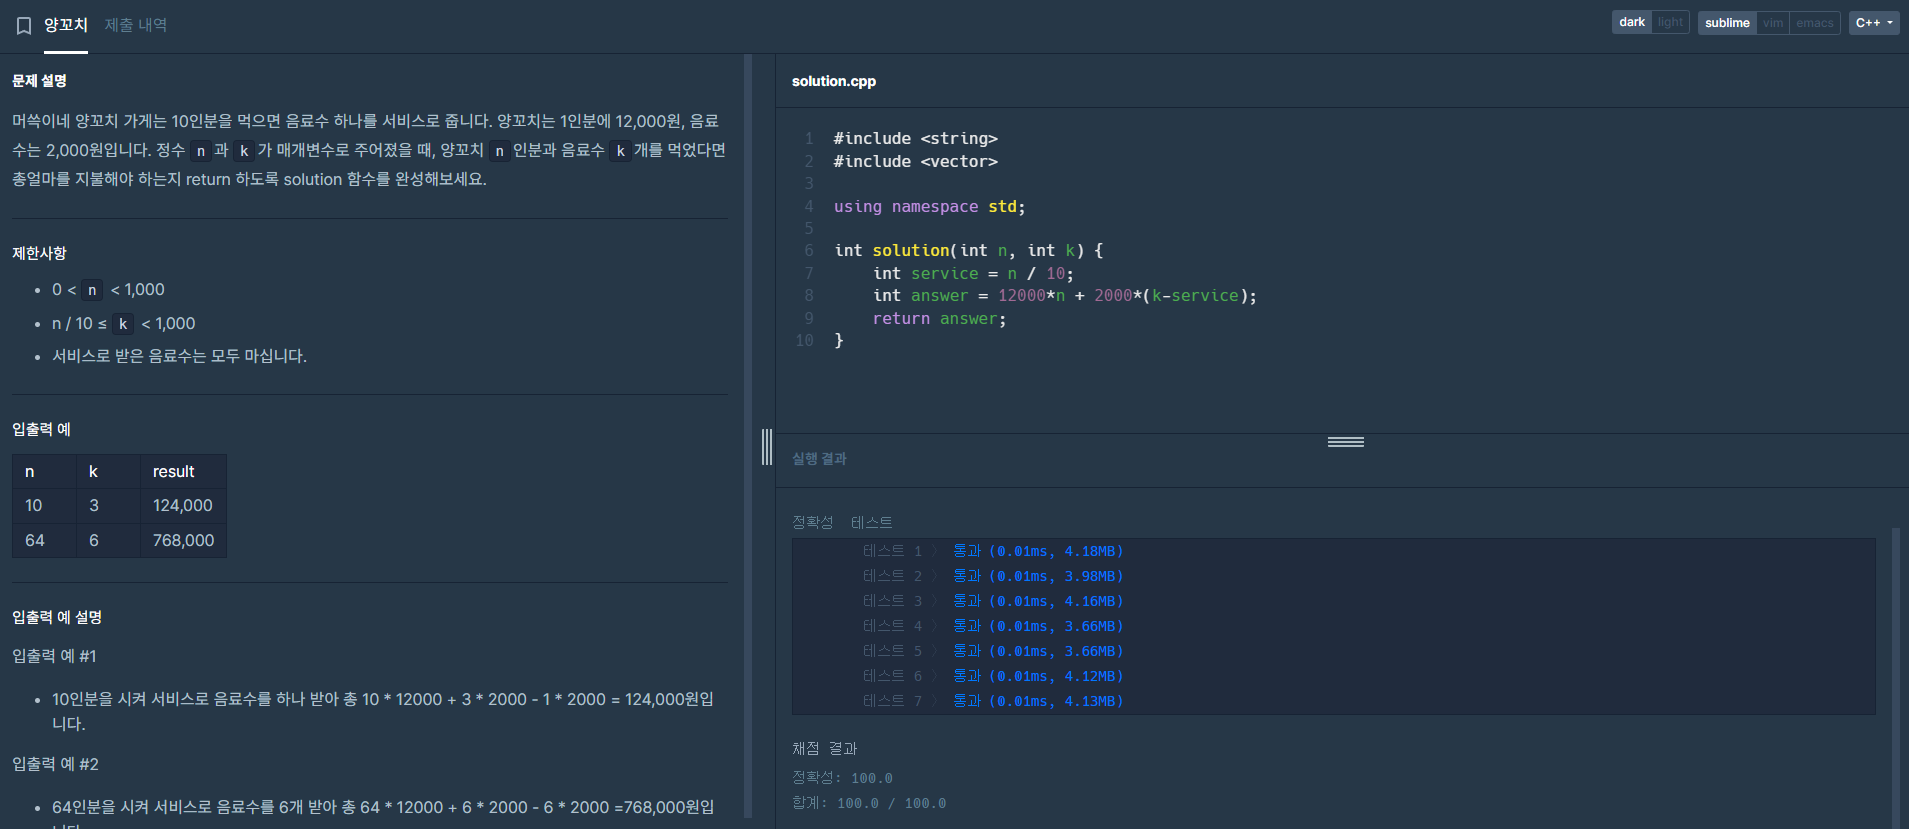 양꼬치 제출 내역
dark light sublime vim emacs C++
문제 설명
머쓱이네 양꼬치 가게는 10인분을 먹으면 음료수 하나를 서비스로 줍니다. 양꼬치는 1인분에 12,000원, 음료
수는 2,000원입니다. 정수 n 과 k 가 매개변수로 주어졌을 때, 양꼬치 n 인분과 음료수 k 개를 먹었다면
총얼마를 지불해야 하는지 return 하도록 solution 함수를 완성해보세요.
제한사항
• 0 < n < 1,000
• n / 10 ≤ k < 1,000
• 서비스로 받은 음료수는 모두 마십니다.
입출력 예
n k result
10 3 124,000
64 6 768,000
입출력 예 설명
입출력 예 #1
• 10인분을 시켜 서비스로 음료수를 하나 받아 총 10 * 12000 + 3 * 2000 - 1 * 2000 = 124,000원입
니다.
입출력 예 #2
• 64인분을 시켜 서비스로 음료수를 6개 받아 총 64 * 12000 + 6 * 2000 - 6 * 2000 =768,000원입
solution.cpp
1 #include <string>
2 #include <vector>
3
4 using namespace std;
5
6 int solution(int n, int k) {
7     int service = n / 10;
8     int answer = 12000*n + 2000*(k-service);
9     return answer;
10 }
실행 결과
정확성 테스트
테스트 1 〉 통과 (0.01ms, 4.18MB)
테스트 2 〉 통과 (0.01ms, 3.98MB)
테스트 3 〉 통과 (0.01ms, 4.16MB)
테스트 4 〉 통과 (0.01ms, 3.66MB)
테스트 5 〉 통과 (0.01ms, 3.66MB)
테스트 6 〉 통과 (0.01ms, 4.12MB)
테스트 7 〉 통과 (0.01ms, 4.13MB)
채점 결과
정확성: 100.0
합계: 100.0 / 100.0